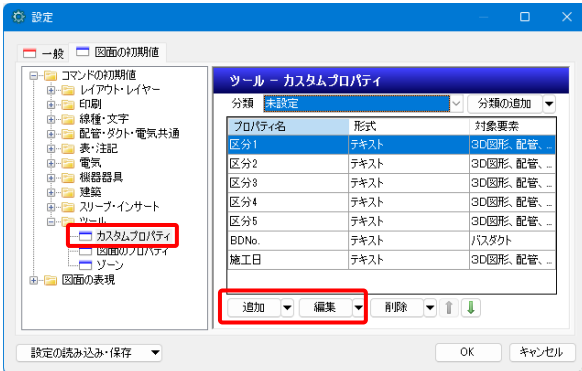 設定
一般
図面の初期値
コマンドの初期値
レイアウト・レイヤー
印刷
線種・文字
配管・ダクト・電気共通
表・注記
電気
機器器具
建築
スリーブ・インサート
ツール
カスタムプロパティ
図面のプロパティ
ゾーン
図面の表現
ツール - カスタムプロパティ
分類 未設定 分類の追加
プロパティ名 形式 対象要素
区分1 テキスト 3D図形、配管、...
区分2 テキスト 3D図形、配管、...
区分3 テキスト 3D図形、配管、...
区分4 テキスト 3D図形、配管、...
区分5 テキスト 3D図形、配管、...
BDNo. テキスト バスダクト
施工日 テキスト 3D図形、配管、...
追加 編集 削除
設定の読み込み・保存
OK キャンセル